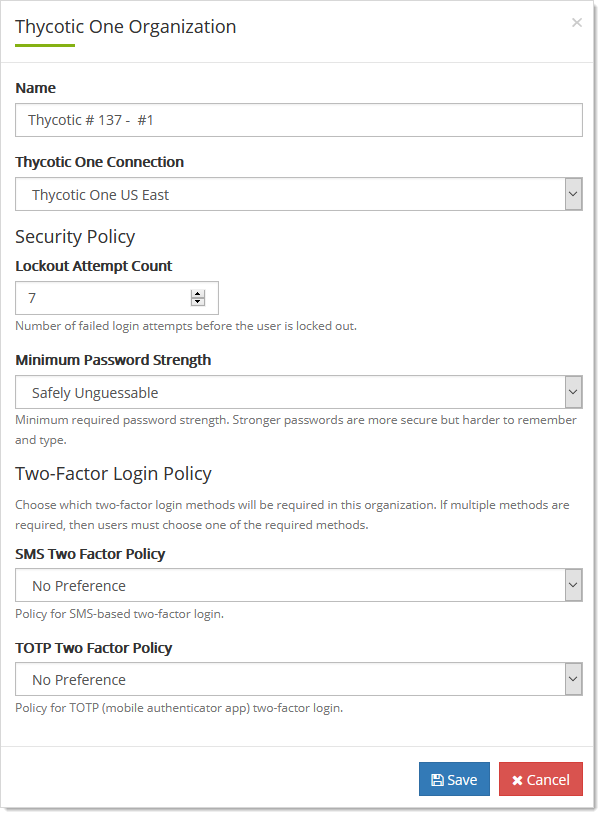 Thycotic One Organization
Name
Thycotic # 137 -  #1
Thycotic One Connection
Thycotic One US East
Security Policy
Lockout Attempt Count
7
Number of failed login attempts before the user is locked out.
Minimum Password Strength
Safely Unguessable
Minimum required password strength. Stronger passwords are more secure but harder to remember
and type.
Two-Factor Login Policy
Choose which two-factor login methods will be required in this organization. If multiple methods are
required, then users must choose one of the required methods.
SMS Two Factor Policy
No Preference
Policy for SMS-based two-factor login.
TOTP Two Factor Policy
No Preference
Policy for TOTP (mobile authenticator app) two-factor login.
Save Cancel